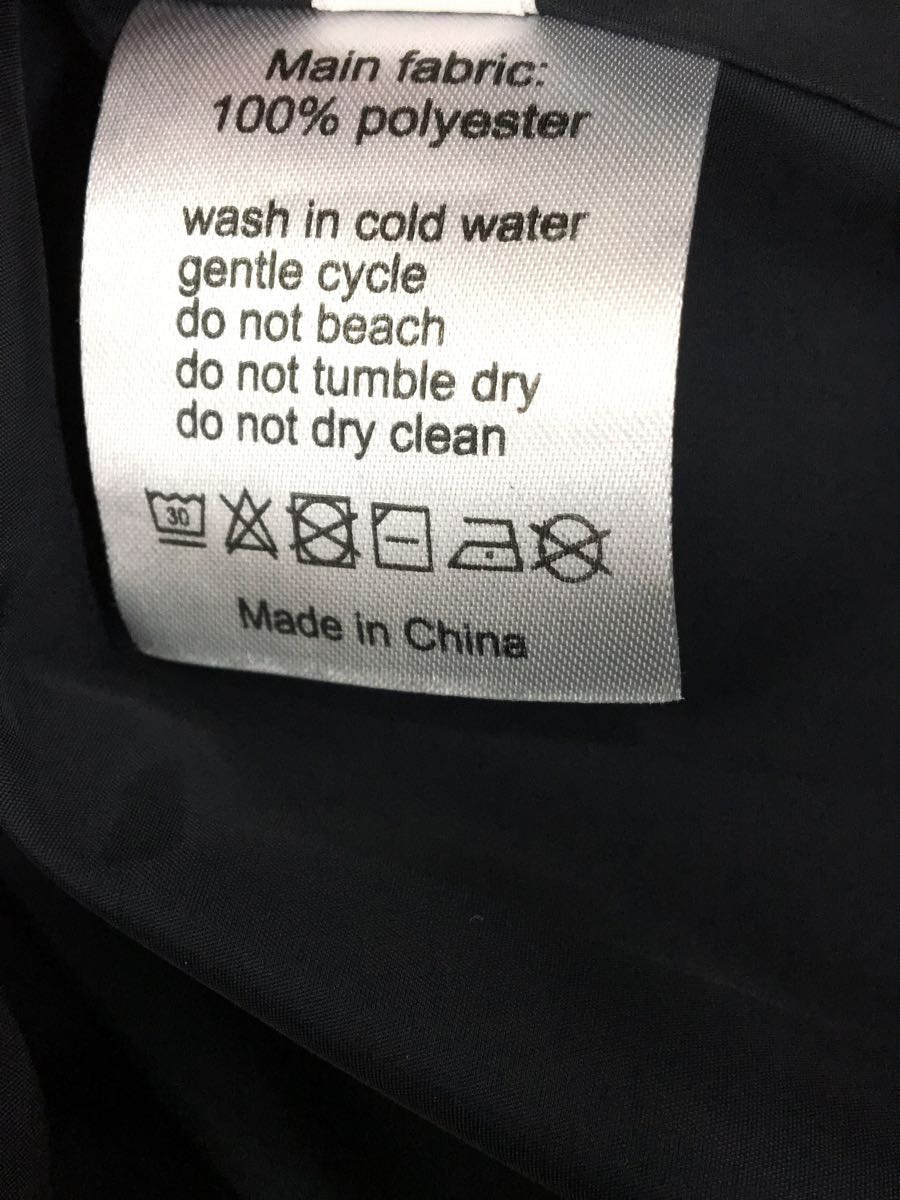 Main fabric:
100% polyester
wash in cold water
gentle cycle
do not beach
do not tumble dry
do not dry clean
30
Made in China